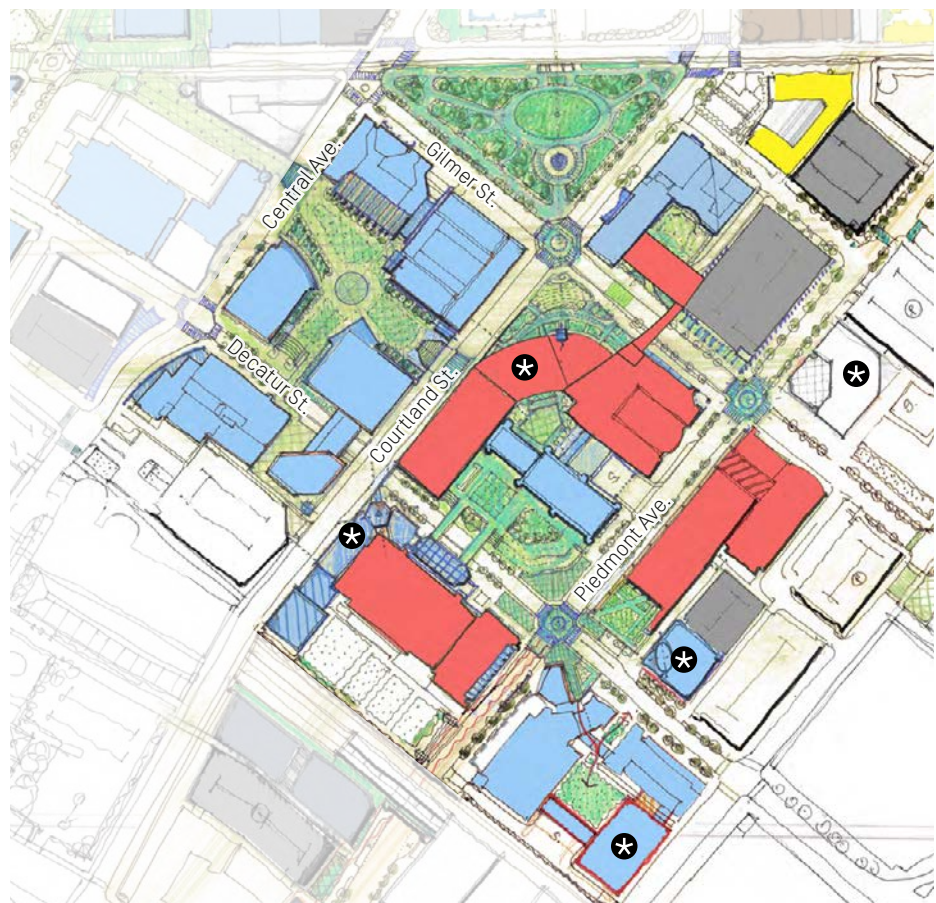 Central Ave.
Gilmer St.
Decatur St.
Courtland St.
Piedmont Ave.